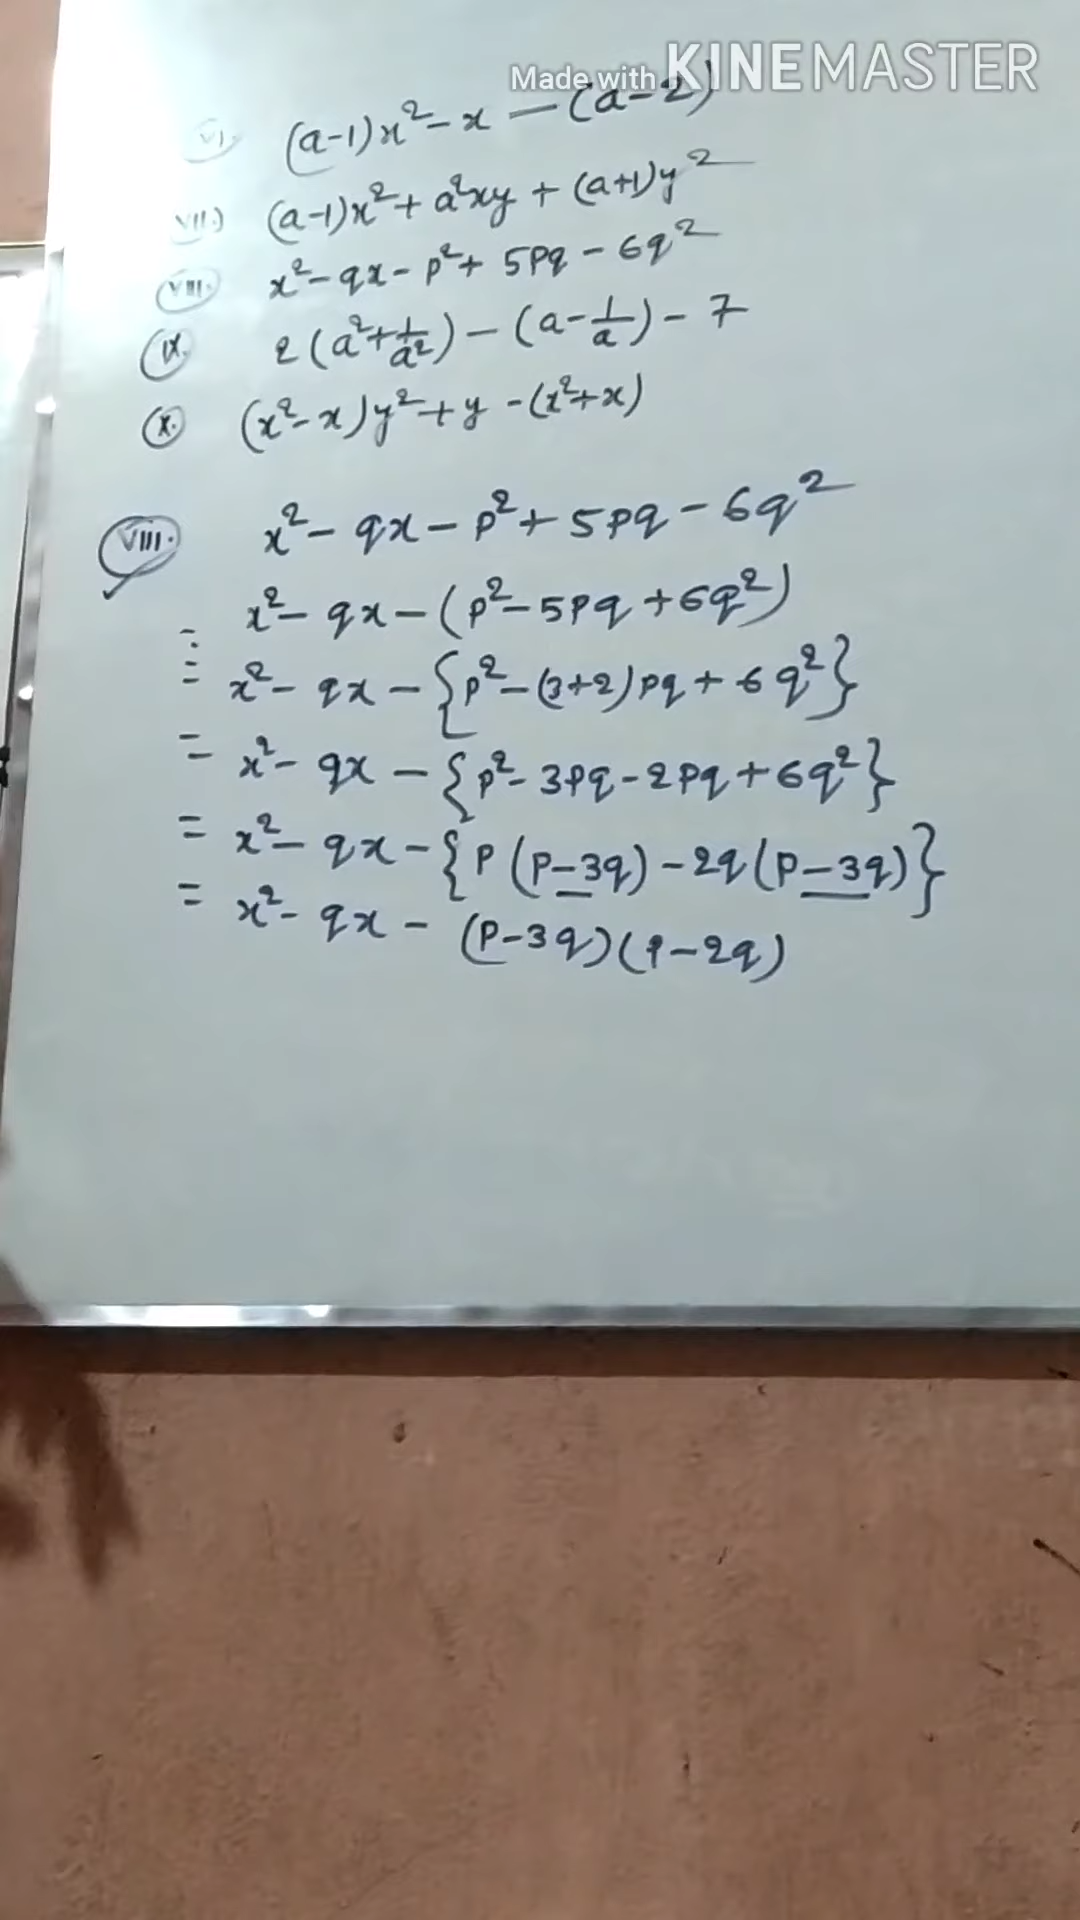 Made with KINEMASTER
VI. (a-1)x² - x - (a-2)
VII.) (a-1)x² + a²xy + (a+1)y²
VIII. x² - qx - p² + 5pq - 6q²
IX. 2(a² + 1/a²) - (a - 1/a) - 7
X. (x² - x)y² + y - (x² + x)
VIII. x² - qx - p² + 5pq - 6q²
= x² - qx - (p² - 5pq + 6q²)
= x² - qx - {p² - (3+2)pq + 6q²}
= x² - qx - {p² - 3pq - 2pq + 6q²}
= x² - qx - {p(p - 3q) - 2q(p - 3q)}
= x² - qx - (p - 3q)(p - 2q)